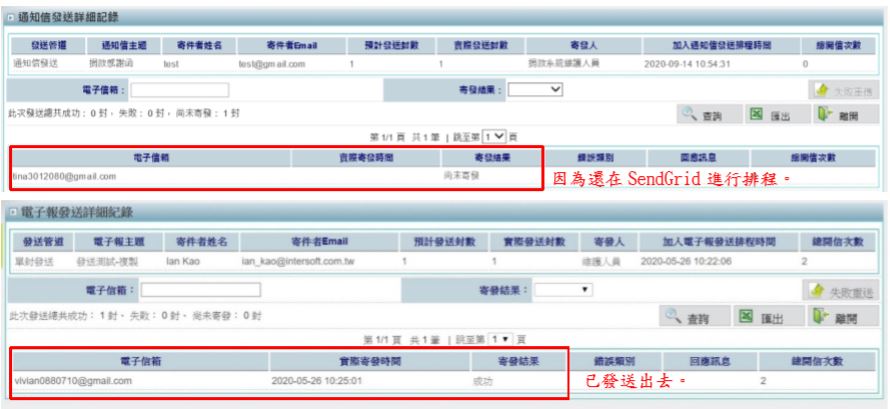 通知信發送詳細記錄
發送管道 通知信主題 寄件者姓名 寄件者Email 預計發送封數 實際發送封數 寄發人 加入通知信發送排程時間 總開信次數
通知信發送 捐款感謝函 test test@gmail.com 1 1 捐款系統維護人員 2020-09-14 10:54:31 0
電子信箱： 寄發結果： 失敗重送
此次發送總共成功：0 封， 失敗：0 封， 尚未寄發：1 封 查詢 匯出 離開
第 1/1 頁 共 1 筆 | 跳至第 1 頁
電子信箱 實際寄發時間 寄發結果 錯誤類別 回應訊息 總開信次數
tina3012080@gmail.com 尚未寄發 因為還在 SendGrid 進行排程。
電子報發送詳細紀錄
發送管道 電子報主題 寄件者姓名 寄件者Email 預計發送封數 實際發送封數 寄發人 加入電子報發送排程時間 總開信次數
單封發送 發送測試-複製 Ian Kao ian_kao@intersoft.com.tw 1 1 維護人員 2020-05-26 10:22:06 2
電子信箱： 寄發結果： 失敗重送
此次發送總共成功：1 封， 失敗：0 封， 尚未寄發：0 封 查詢 匯出 離開
第 1/1 頁 共 1 筆 | 跳至第 1 頁
電子信箱 實際寄發時間 寄發結果 錯誤類別 回應訊息 總開信次數
vivian0880710@gmail.com 2020-05-26 10:25:01 成功 已發送出去。 2